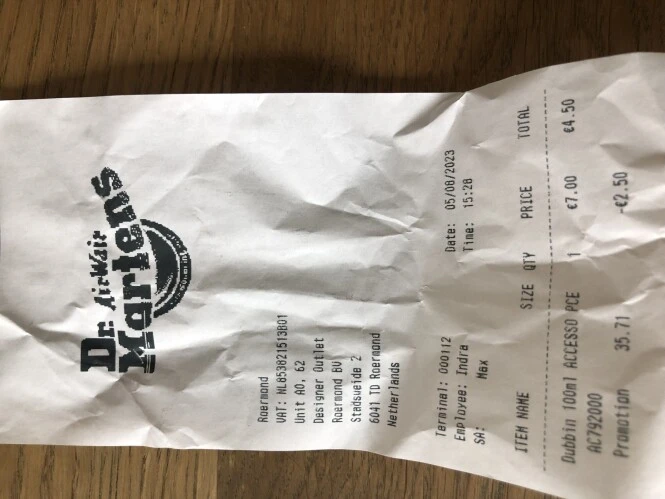 Dr. AirWair
Martens
Roermond
VAT: NL853821513B01
Unit A0, 62
Designer Outlet
Roermond BV
Stadsweide 2
6041 TD Roermond
Netherlands
Terminal: 000112 Date: 05/08/2023
Employee: Indra Time: 15:28
SA: Max
ITEM NAME SIZE QTY PRICE TOTAL
Dubbin 100ml ACCESSO PCE 1 €7.00 €4.50
AC792000
Promotion 35.71 -€2.50